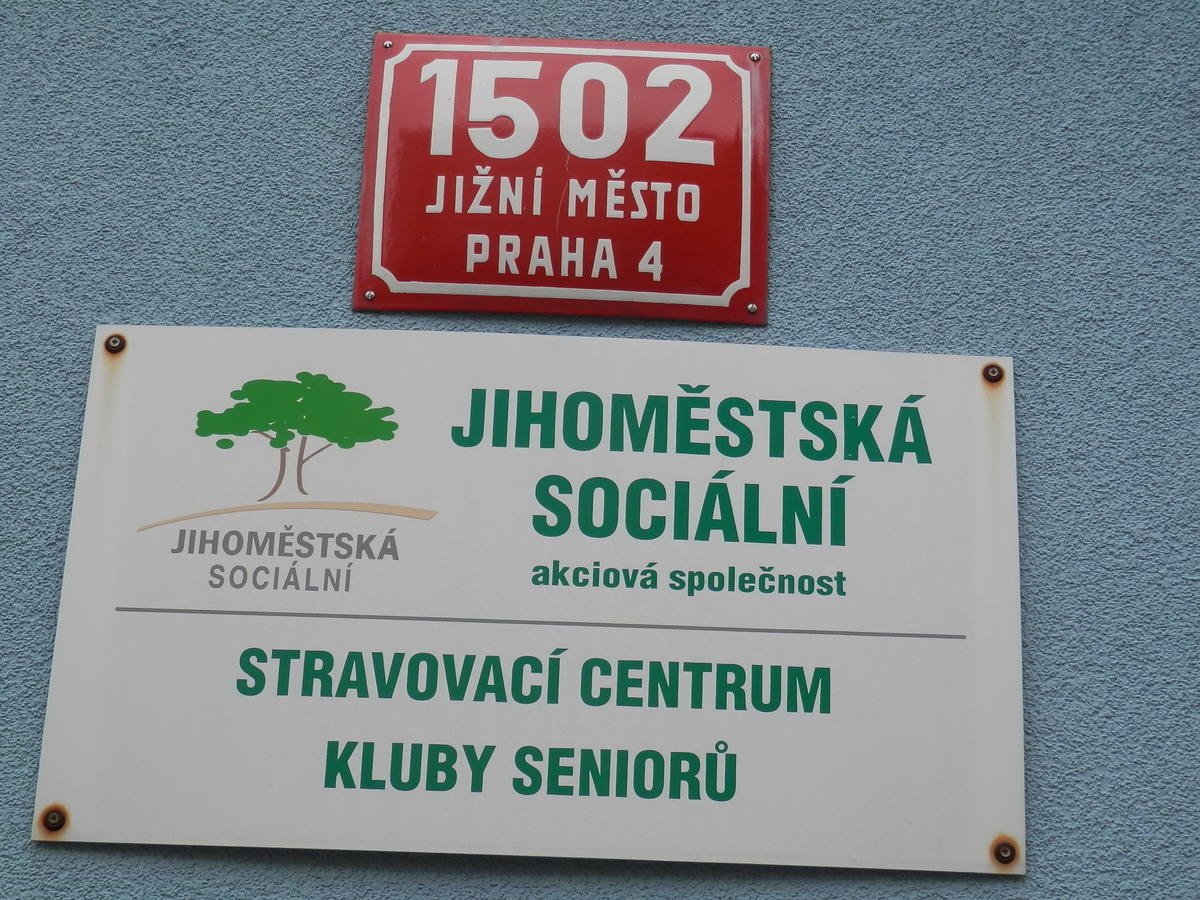 1502
JIŽNÍ MĚSTO
PRAHA 4
JIHOMĚSTSKÁ
SOCIÁLNÍ
JIHOMĚSTSKÁ
SOCIÁLNÍ
akciová společnost
STRAVOVACÍ CENTRUM
KLUBY SENIORŮ